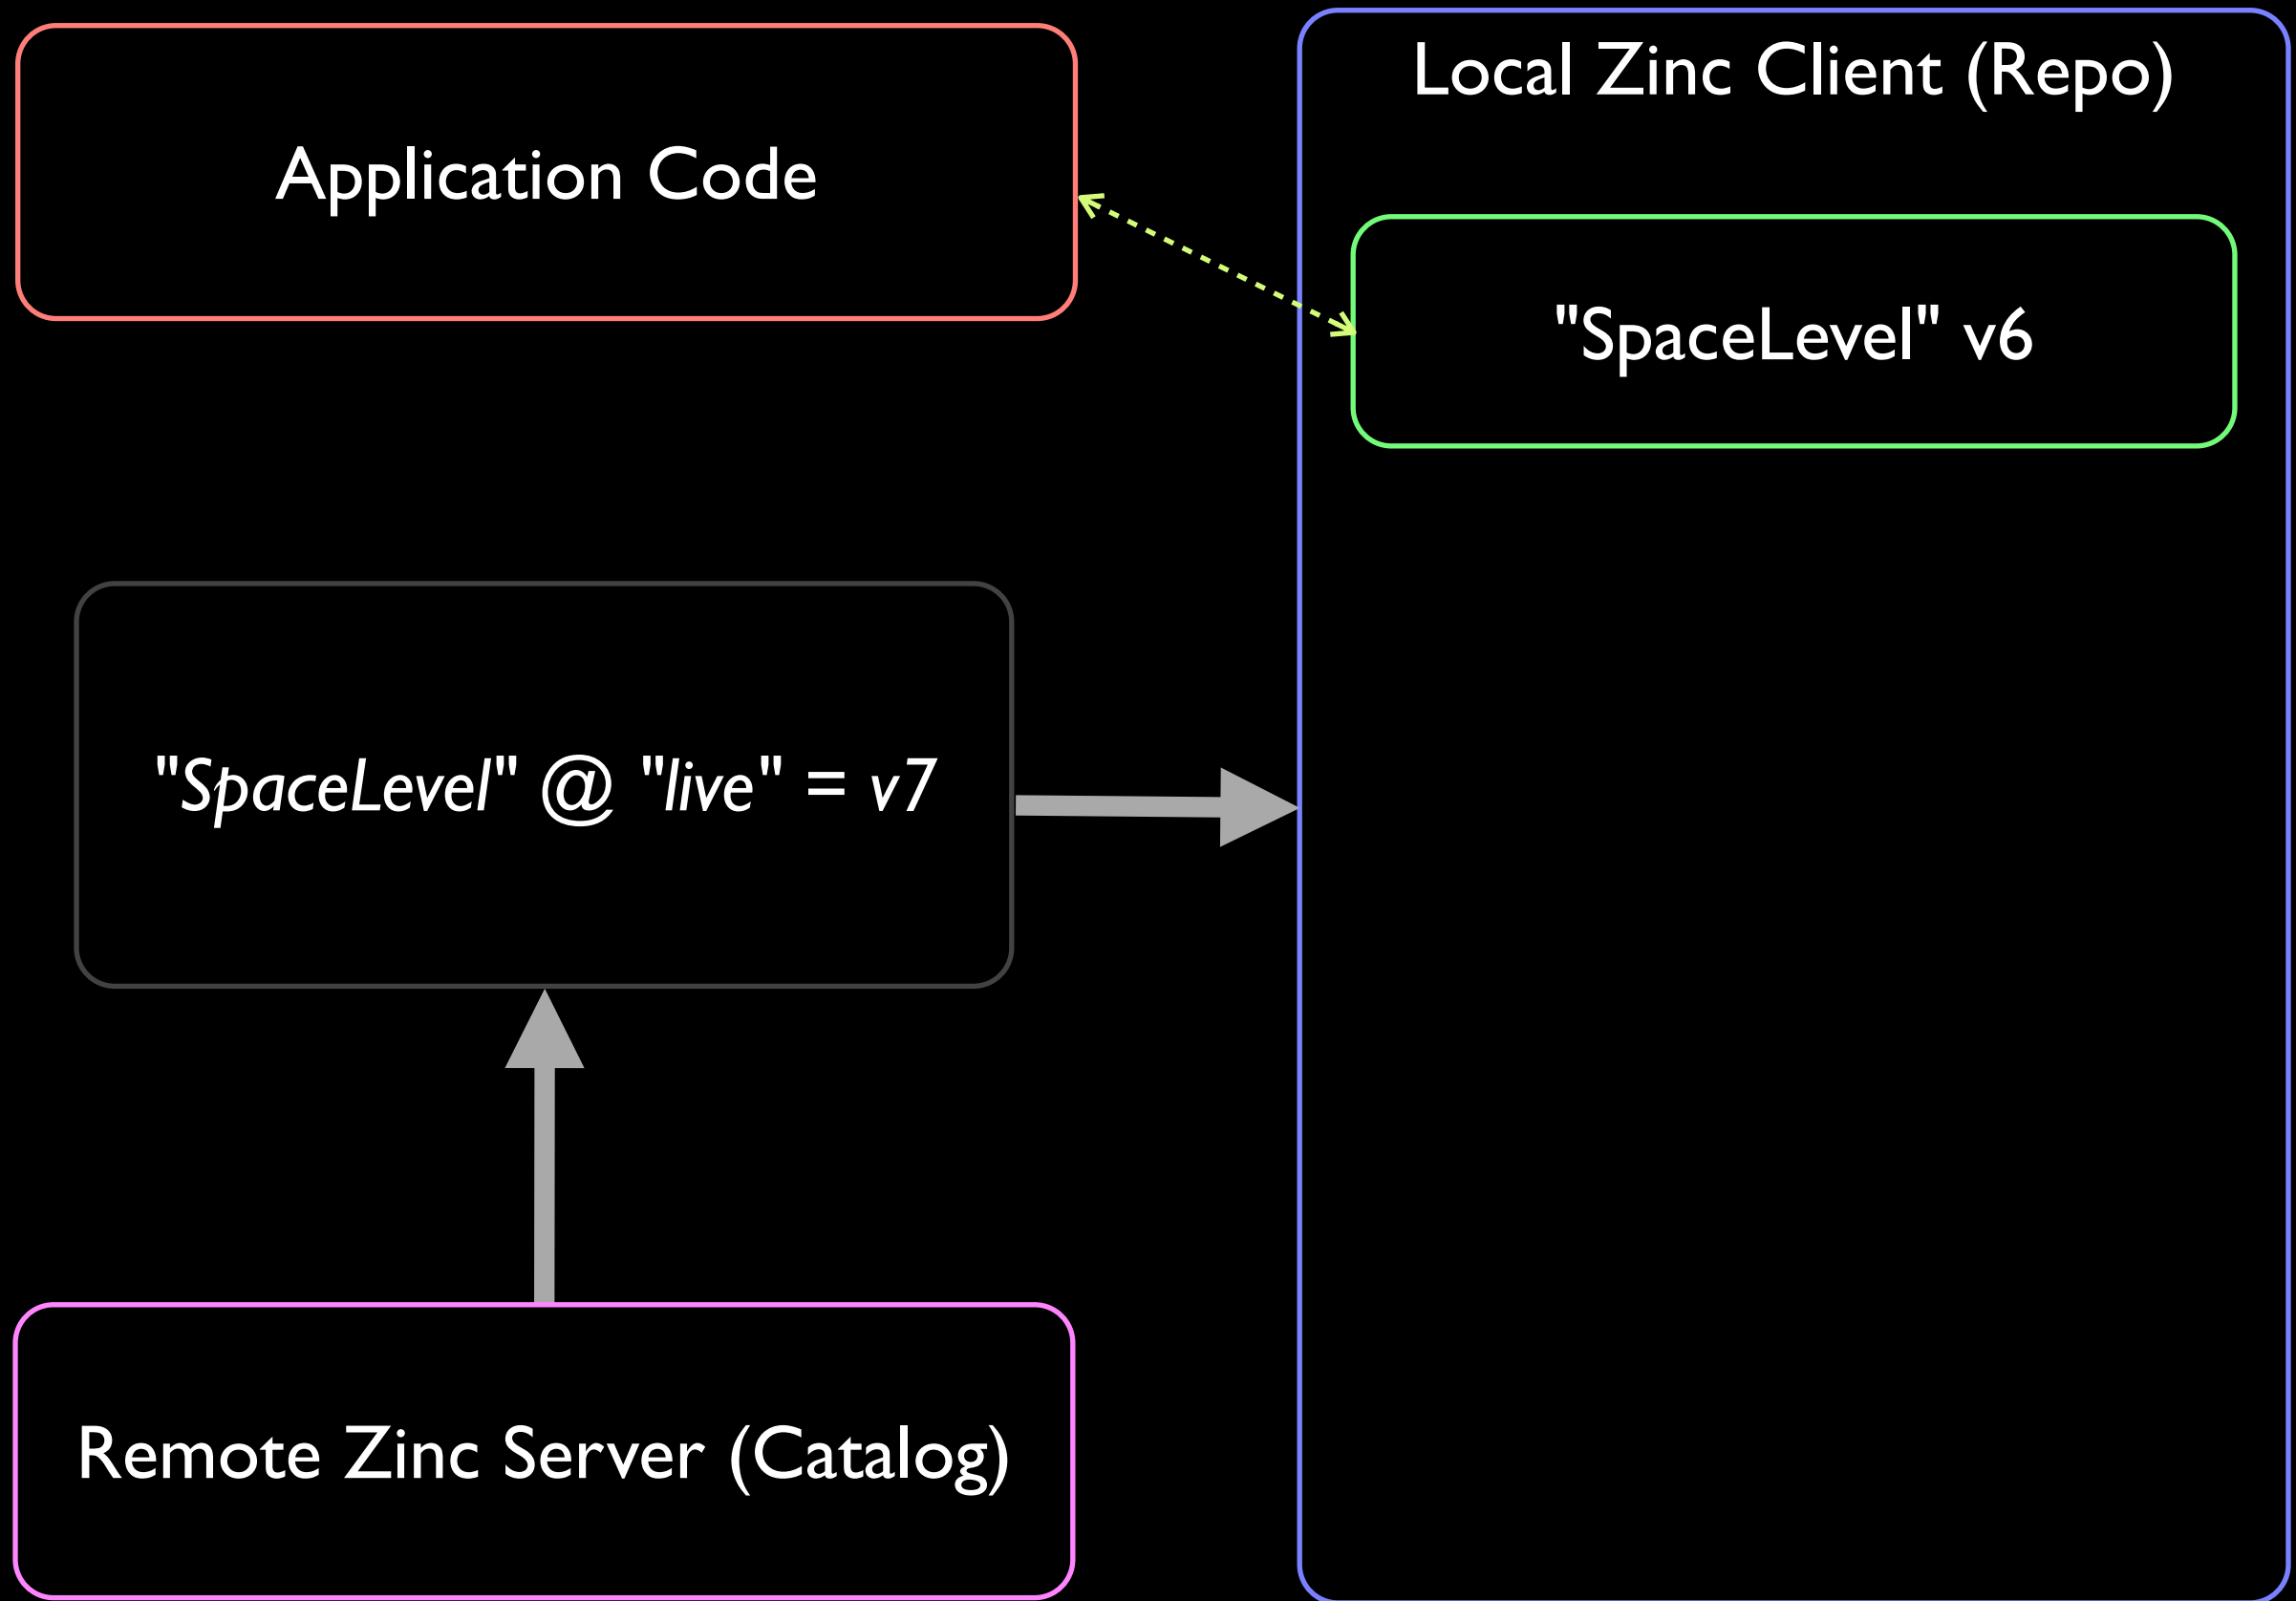 Local Zinc Client (Repo)
Application Code
"SpaceLevel" v6
"SpaceLevel" @ "live" = v7
Remote Zinc Server (Catalog)